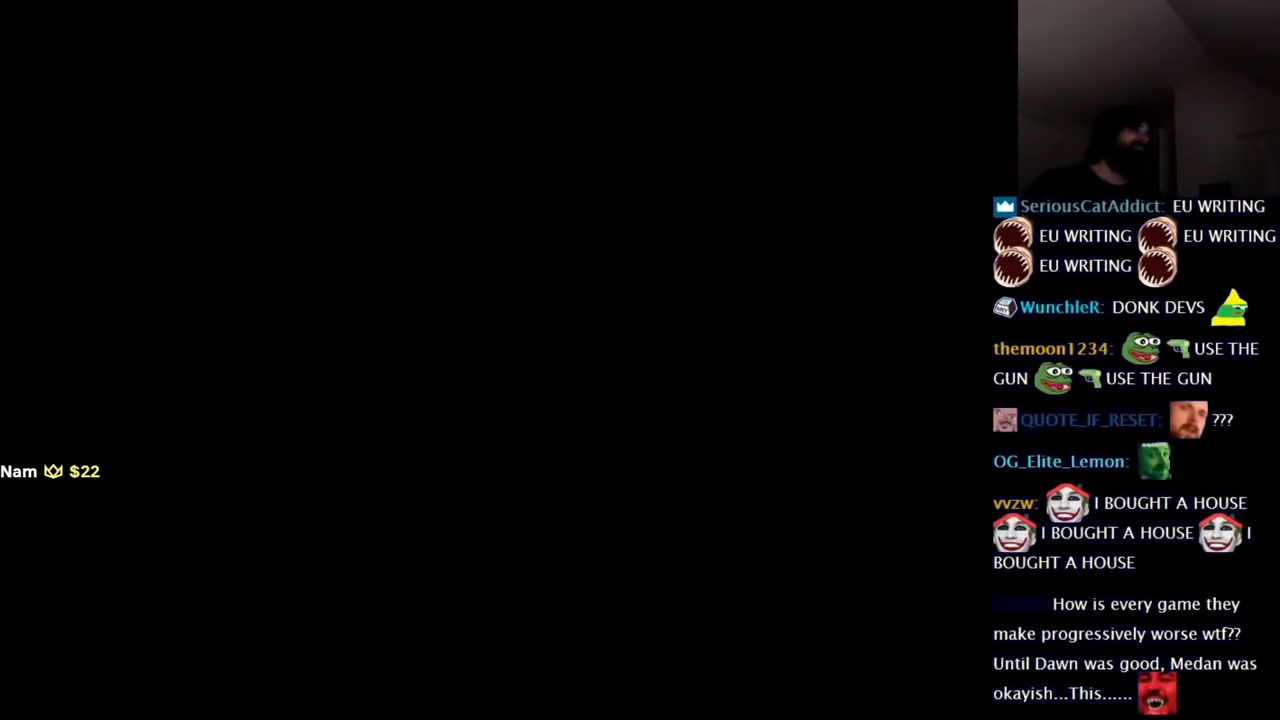 SeriousCatAddict: EU WRITING
EU WRITING EU WRITING
EU WRITING
WunchleR: DONK DEVS
themoon1234: USE THE
GUN USE THE GUN
QUOTE_IF_RESET: ???
OG_Elite_Lemon:
Nam $22
vvzw: I BOUGHT A HOUSE
I BOUGHT A HOUSE I
BOUGHT A HOUSE
How is every game they
make progressively worse wtf??
Until Dawn was good, Medan was
okayish...This......